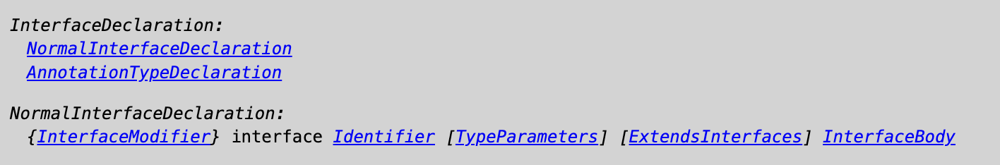 InterfaceDeclaration:
NormalInterfaceDeclaration
AnnotationTypeDeclaration
NormalInterfaceDeclaration:
{InterfaceModifier} interface Identifier [TypeParameters] [ExtendsInterfaces] InterfaceBody